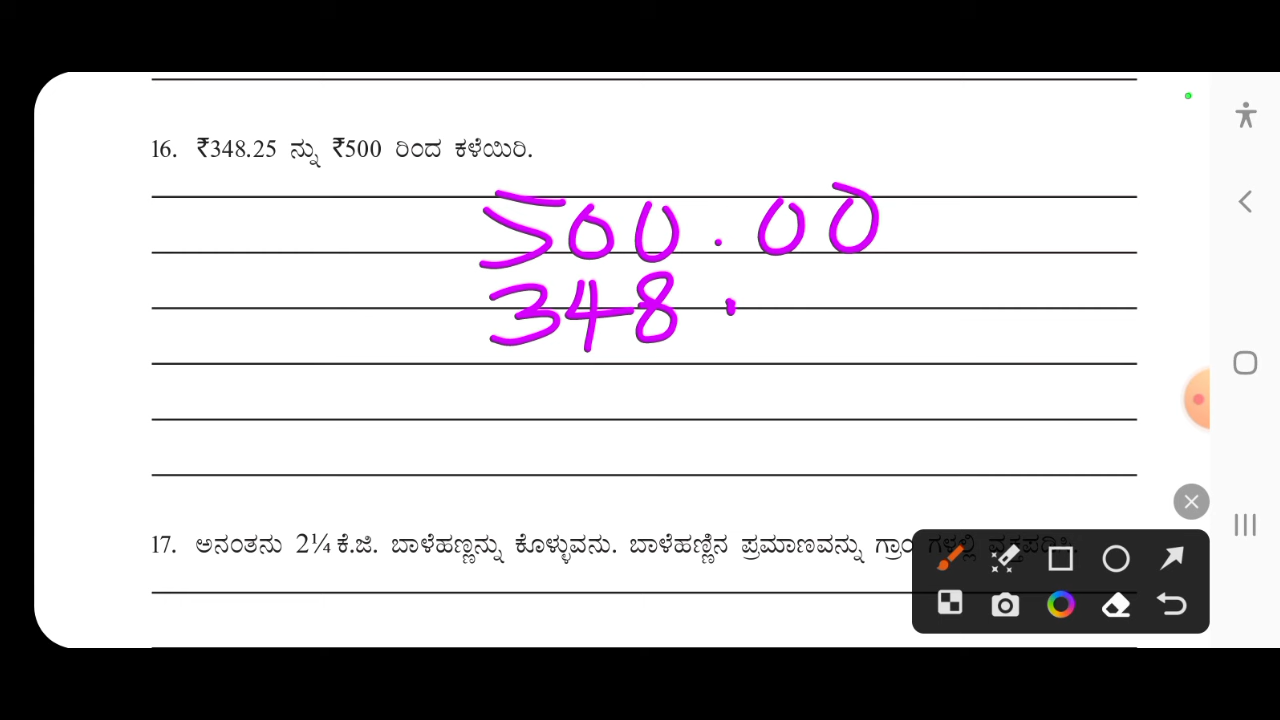 16. ₹348.25 ನ್ನು ₹500 ರಿಂದ ಕಳೆಯಿರಿ.
500.00
348.
17. ಅನಂತನು 2¼ ಕೆ.ಜಿ. ಬಾಳೆಹಣ್ಣನ್ನು ಕೊಳ್ಳುವನು. ಬಾಳೆಹಣ್ಣಿನ ಪ್ರಮಾಣವನ್ನು ಗ್ರಾಂ ಗಳಲ್ಲಿ